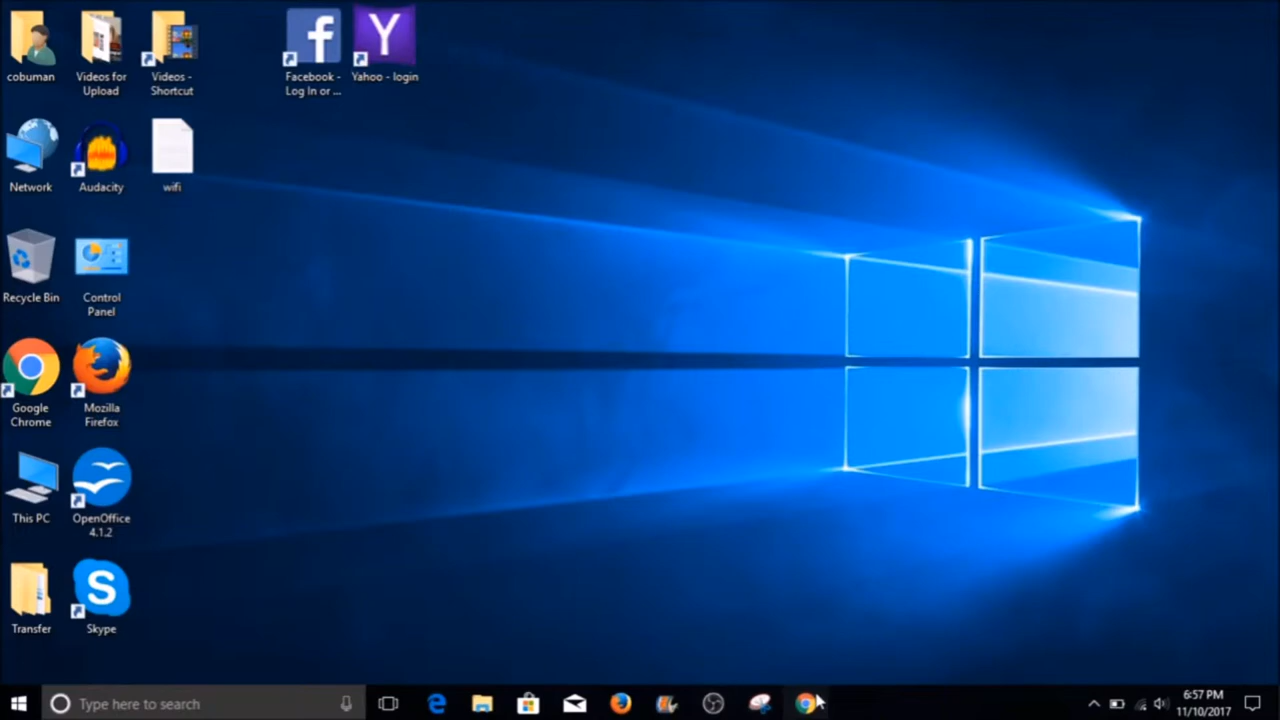 cobuman
Videos for
Upload
Videos -
Shortcut
Facebook -
Log In or ...
Yahoo - login
Network
Audacity
wifi
Recycle Bin
Control
Panel
Google
Chrome
Mozilla
Firefox
This PC
OpenOffice
4.1.2
Transfer
Skype
Type here to search
6:57 PM
11/10/2017